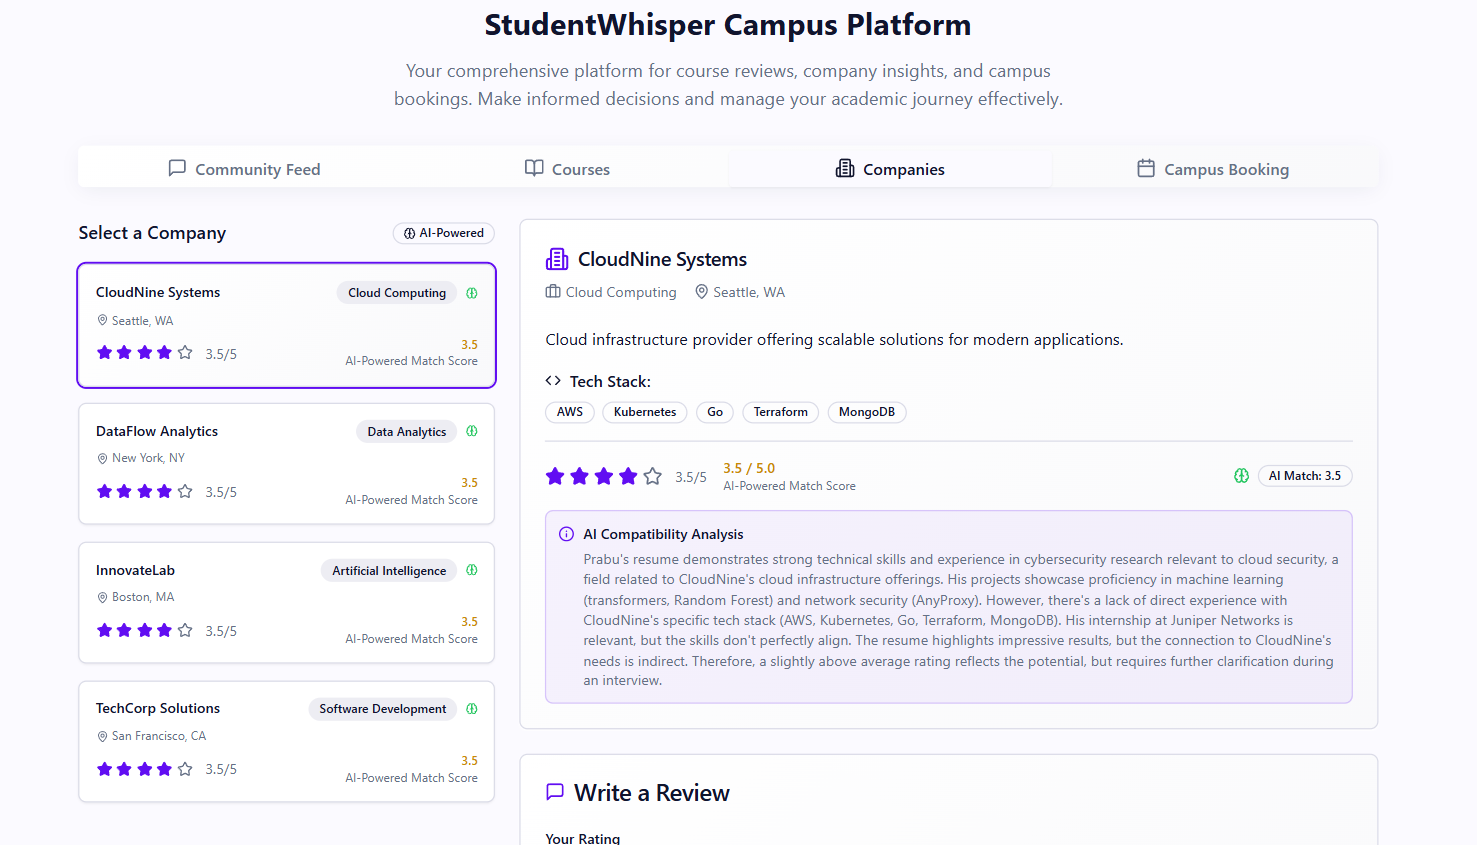 StudentWhisper Campus Platform
Your comprehensive platform for course reviews, company insights, and campus
bookings. Make informed decisions and manage your academic journey effectively.
Community Feed
Courses
Companies
Campus Booking
Select a Company
AI-Powered
CloudNine Systems
Cloud Computing
Seattle, WA
3.5/5
3.5
AI-Powered Match Score
DataFlow Analytics
Data Analytics
New York, NY
3.5/5
3.5
AI-Powered Match Score
InnovateLab
Artificial Intelligence
Boston, MA
3.5/5
3.5
AI-Powered Match Score
TechCorp Solutions
Software Development
San Francisco, CA
3.5/5
3.5
AI-Powered Match Score
CloudNine Systems
Cloud Computing
Seattle, WA
Cloud infrastructure provider offering scalable solutions for modern applications.
Tech Stack:
AWS
Kubernetes
Go
Terraform
MongoDB
3.5/5
3.5 / 5.0
AI-Powered Match Score
AI Match: 3.5
AI Compatibility Analysis
Prabu's resume demonstrates strong technical skills and experience in cybersecurity research relevant to cloud security, a
field related to CloudNine's cloud infrastructure offerings. His projects showcase proficiency in machine learning
(transformers, Random Forest) and network security (AnyProxy). However, there's a lack of direct experience with
CloudNine's specific tech stack (AWS, Kubernetes, Go, Terraform, MongoDB). His internship at Juniper Networks is
relevant, but the skills don't perfectly align. The resume highlights impressive results, but the connection to CloudNine's
needs is indirect. Therefore, a slightly above average rating reflects the potential, but requires further clarification during
an interview.
Write a Review
Your Rating